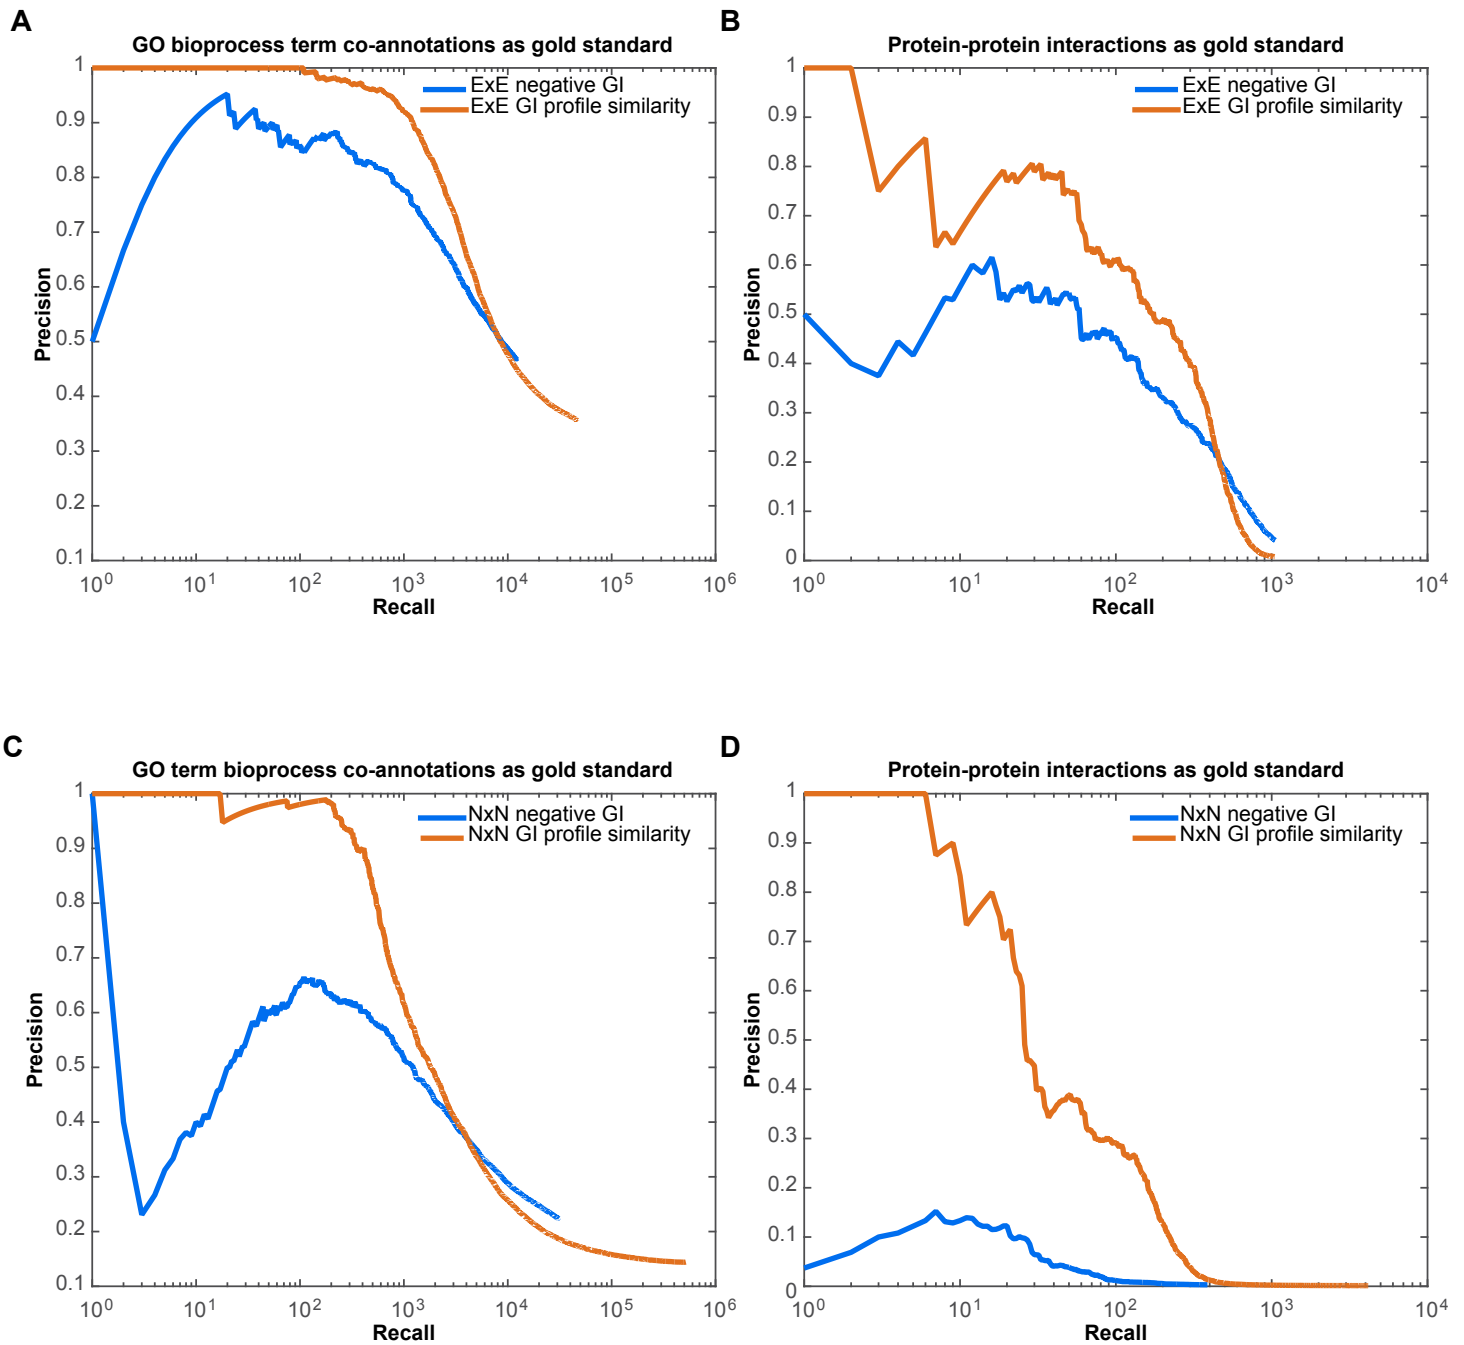 A
GO bioprocess term co-annotations as gold standard
ExE negative GI
ExE GI profile similarity
1
0.9
0.8
0.7
0.6
0.5
0.4
0.3
0.2
0.1
Precision
10^0 10^1 10^2 10^3 10^4 10^5 10^6
Recall
B
Protein-protein interactions as gold standard
ExE negative GI
ExE GI profile similarity
1
0.9
0.8
0.7
0.6
0.5
0.4
0.3
0.2
0.1
0
Precision
10^0 10^1 10^2 10^3 10^4
Recall
C
GO term bioprocess co-annotations as gold standard
NxN negative GI
NxN GI profile similarity
1
0.9
0.8
0.7
0.6
0.5
0.4
0.3
0.2
0.1
Precision
10^0 10^1 10^2 10^3 10^4 10^5 10^6
Recall
D
Protein-protein interactions as gold standard
NxN negative GI
NxN GI profile similarity
1
0.9
0.8
0.7
0.6
0.5
0.4
0.3
0.2
0.1
0
Precision
10^0 10^1 10^2 10^3 10^4
Recall